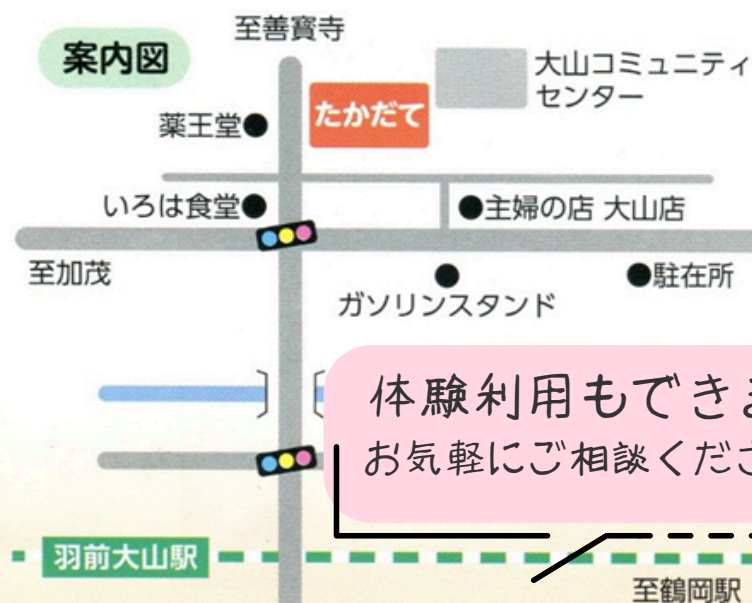 至善寳寺
案内図
大山コミュニティ
センター
たかだて
薬王堂
いろは食堂
主婦の店 大山店
至加茂
駐在所
ガソリンスタンド
体験利用もできま
お気軽にご相談くださ
羽前大山駅
至鶴岡駅